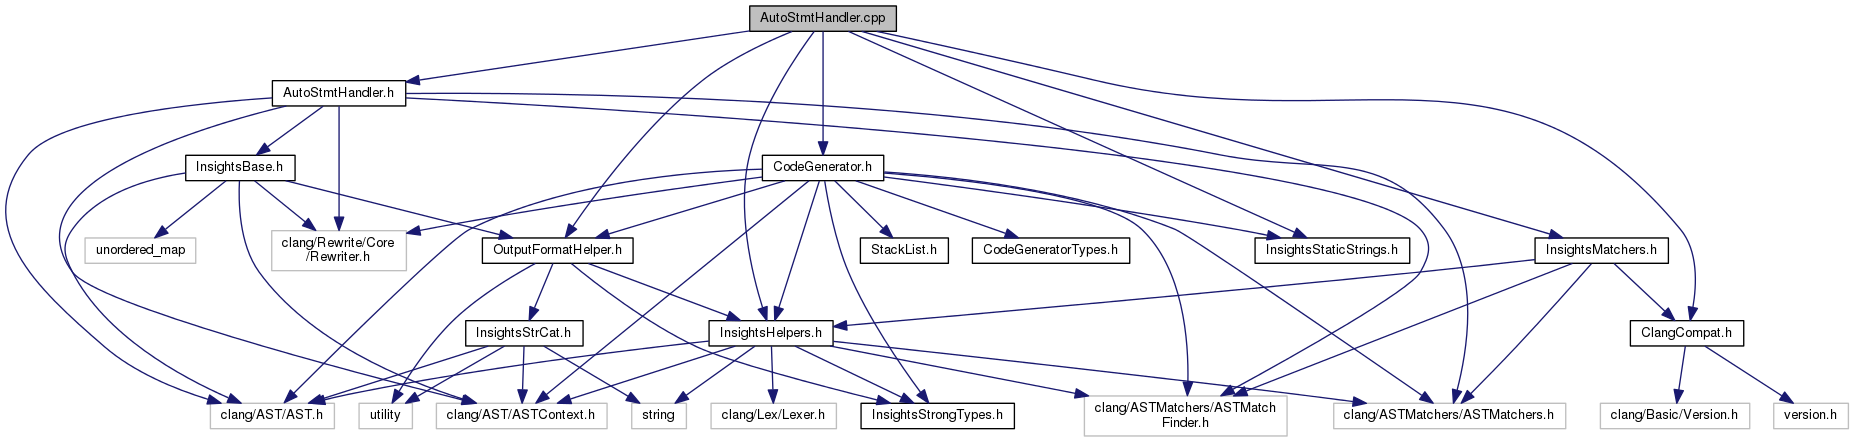 AutoStmtHandler.cpp
AutoStmtHandler.h
InsightsBase.h
CodeGenerator.h
unordered_map
clang/Rewrite/Core
/Rewriter.h
OutputFormatHelper.h
StackList.h
CodeGeneratorTypes.h
InsightsStaticStrings.h
InsightsMatchers.h
InsightsStrCat.h
InsightsHelpers.h
ClangCompat.h
clang/AST/AST.h
utility
clang/AST/ASTContext.h
string
clang/Lex/Lexer.h
InsightsStrongTypes.h
clang/ASTMatchers/ASTMatch
Finder.h
clang/ASTMatchers/ASTMatchers.h
clang/Basic/Version.h
version.h